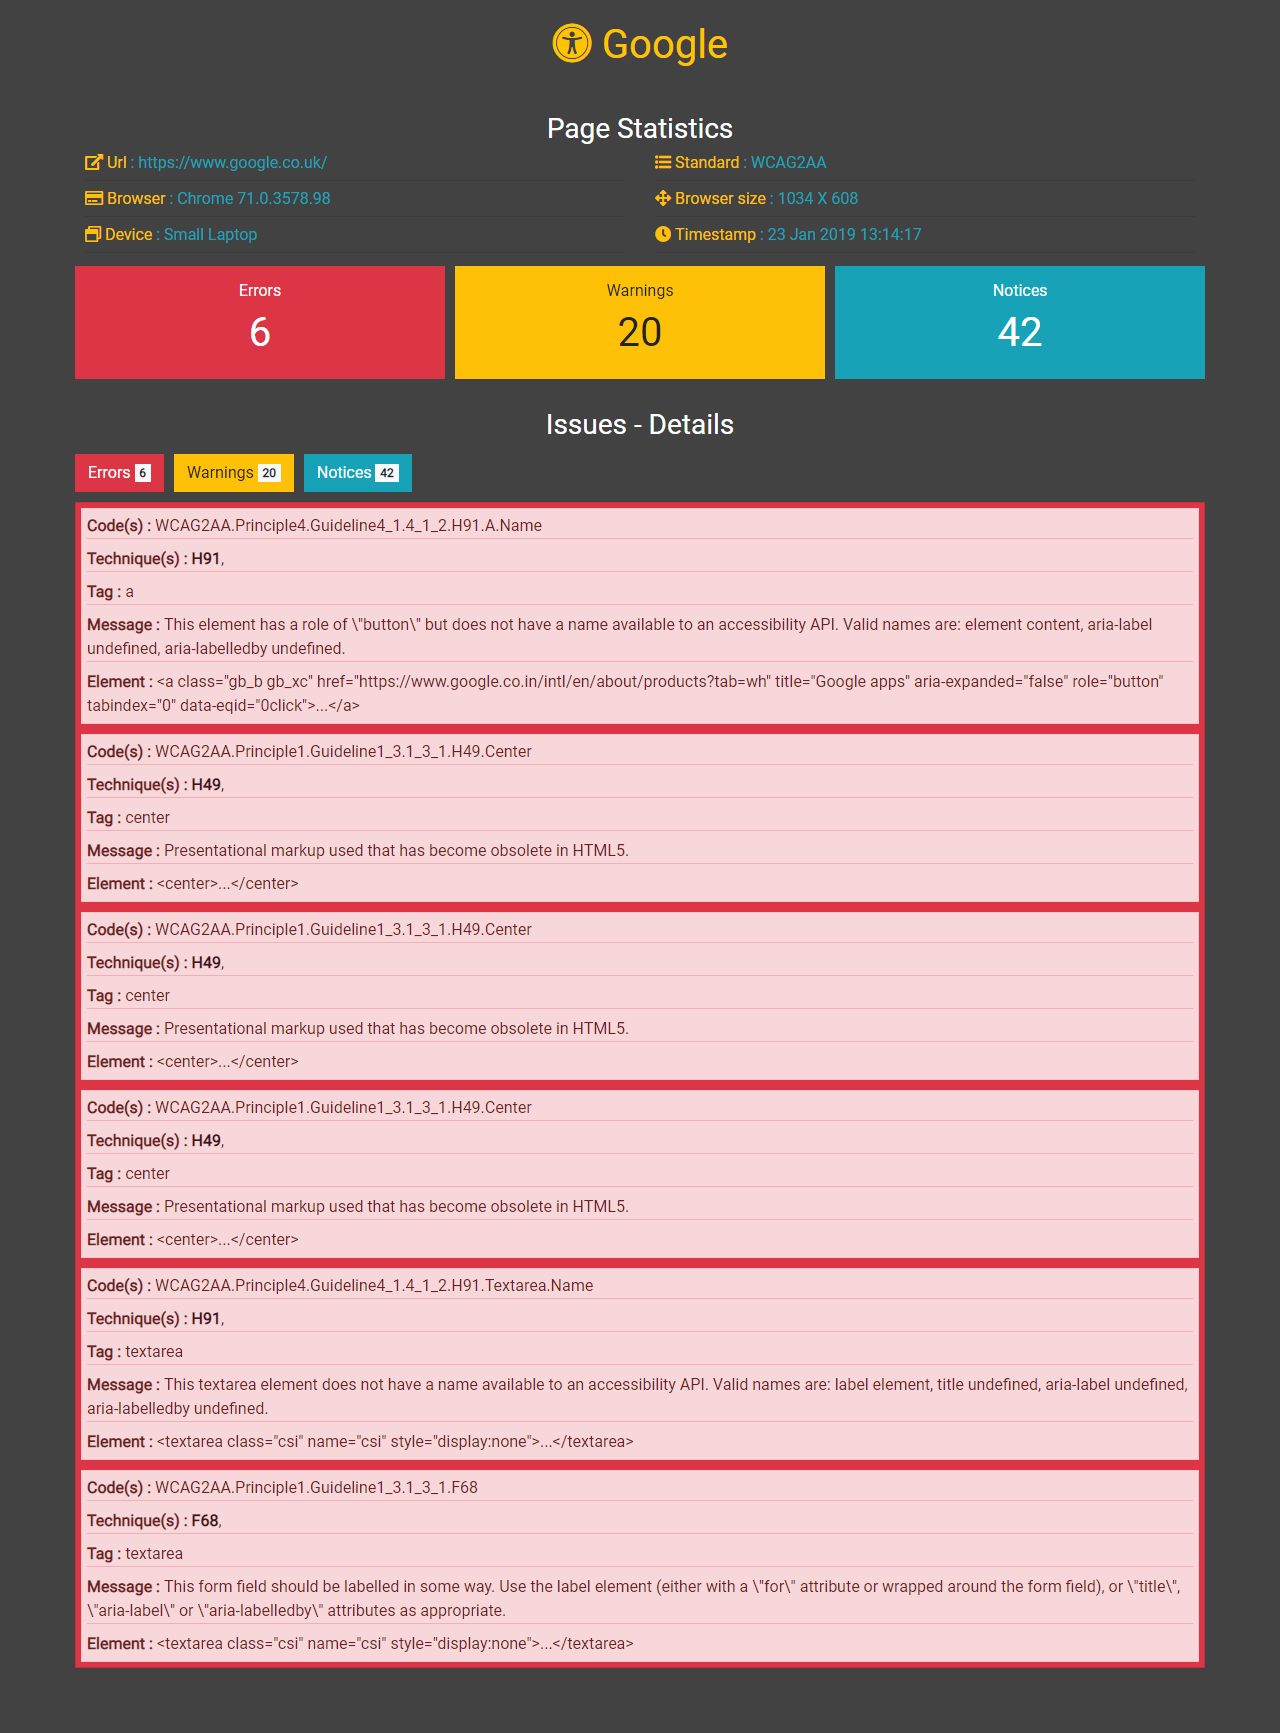 Google
Page Statistics
Url : https://www.google.co.uk/
Standard : WCAG2AA
Browser : Chrome 71.0.3578.98
Browser size : 1034 X 608
Device : Small Laptop
Timestamp : 23 Jan 2019 13:14:17
Errors
6
Warnings
20
Notices
42
Issues - Details
Errors 6
Warnings 20
Notices 42
Code(s) : WCAG2AA.Principle4.Guideline4_1.4_1_2.H91.A.Name
Technique(s) : H91,
Tag : a
Message : This element has a role of \"button\" but does not have a name available to an accessibility API. Valid names are: element content, aria-label
undefined, aria-labelledby undefined.
Element : <a class="gb_b gb_xc" href="https://www.google.co.in/intl/en/about/products?tab=wh" title="Google apps" aria-expanded="false" role="button"
tabindex="0" data-eqid="0click">...</a>
Code(s) : WCAG2AA.Principle1.Guideline1_3.1_3_1.H49.Center
Technique(s) : H49,
Tag : center
Message : Presentational markup used that has become obsolete in HTML5.
Element : <center>...</center>
Code(s) : WCAG2AA.Principle1.Guideline1_3.1_3_1.H49.Center
Technique(s) : H49,
Tag : center
Message : Presentational markup used that has become obsolete in HTML5.
Element : <center>...</center>
Code(s) : WCAG2AA.Principle1.Guideline1_3.1_3_1.H49.Center
Technique(s) : H49,
Tag : center
Message : Presentational markup used that has become obsolete in HTML5.
Element : <center>...</center>
Code(s) : WCAG2AA.Principle4.Guideline4_1.4_1_2.H91.Textarea.Name
Technique(s) : H91,
Tag : textarea
Message : This textarea element does not have a name available to an accessibility API. Valid names are: label element, title undefined, aria-label undefined,
aria-labelledby undefined.
Element : <textarea class="csi" name="csi" style="display:none">...</textarea>
Code(s) : WCAG2AA.Principle1.Guideline1_3.1_3_1.F68
Technique(s) : F68,
Tag : textarea
Message : This form field should be labelled in some way. Use the label element (either with a \"for\" attribute or wrapped around the form field), or \"title\",
\"aria-label\" or \"aria-labelledby\" attributes as appropriate.
Element : <textarea class="csi" name="csi" style="display:none">...</textarea>